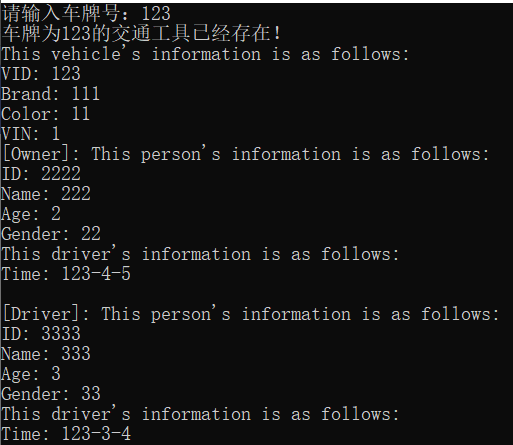 请输入车牌号：123
车牌为123的交通工具已经存在！
This vehicle's information is as follows:
VID: 123
Brand: 111
Color: 11
VIN: 1
[Owner]: This person's information is as follows:
ID: 2222
Name: 222
Age: 2
Gender: 22
This driver's information is as follows:
Time: 123-4-5
[Driver]: This person's information is as follows:
ID: 3333
Name: 333
Age: 3
Gender: 33
This driver's information is as follows:
Time: 123-3-4